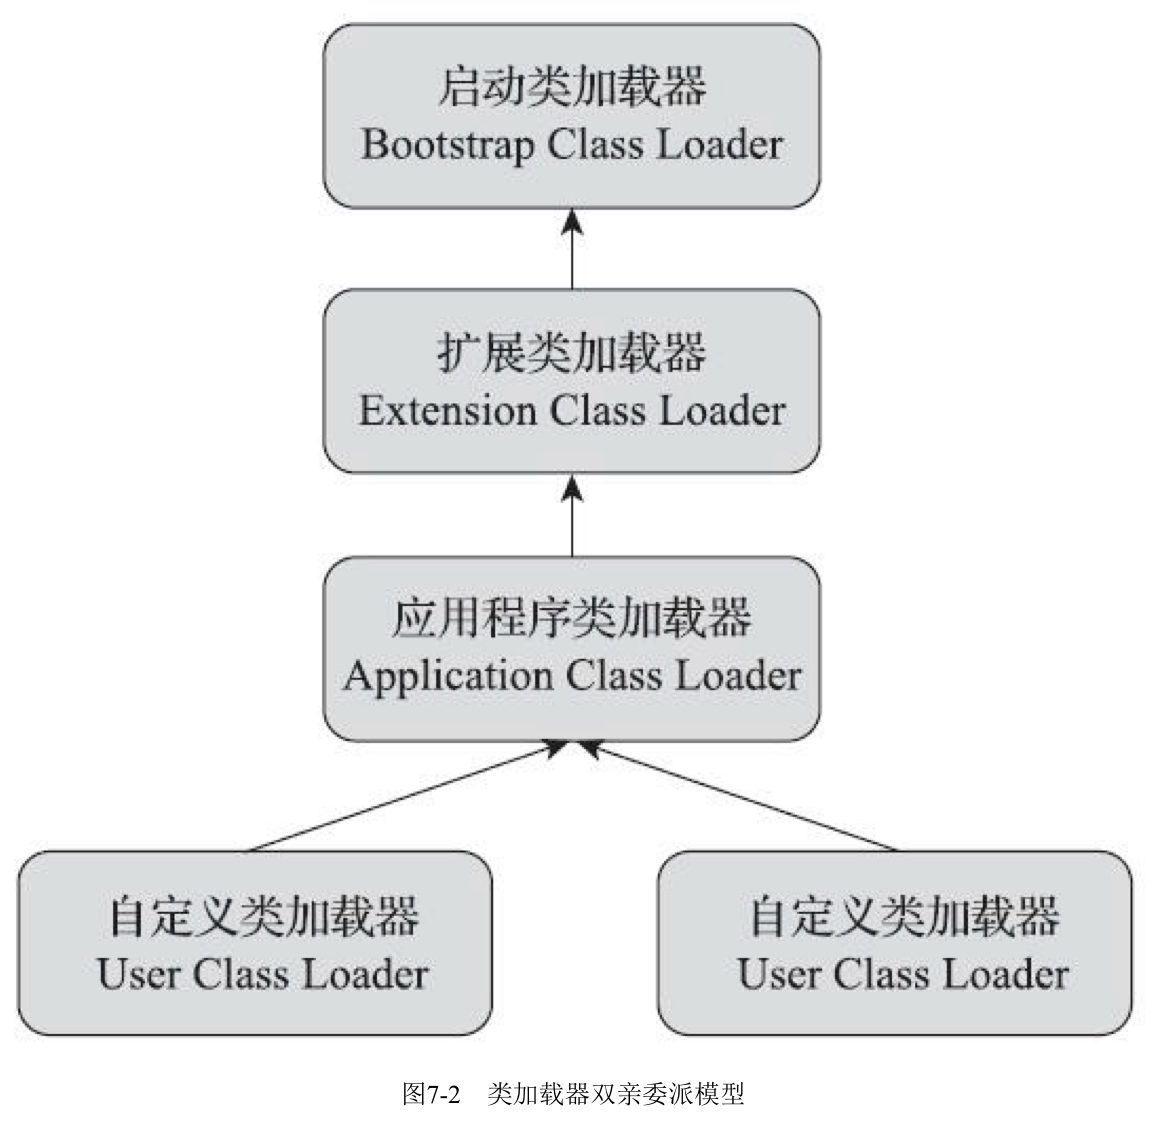 启动类加载器
Bootstrap Class Loader
扩展类加载器
Extension Class Loader
应用程序类加载器
Application Class Loader
自定义类加载器
User Class Loader
自定义类加载器
User Class Loader
图7-2 类加载器双亲委派模型